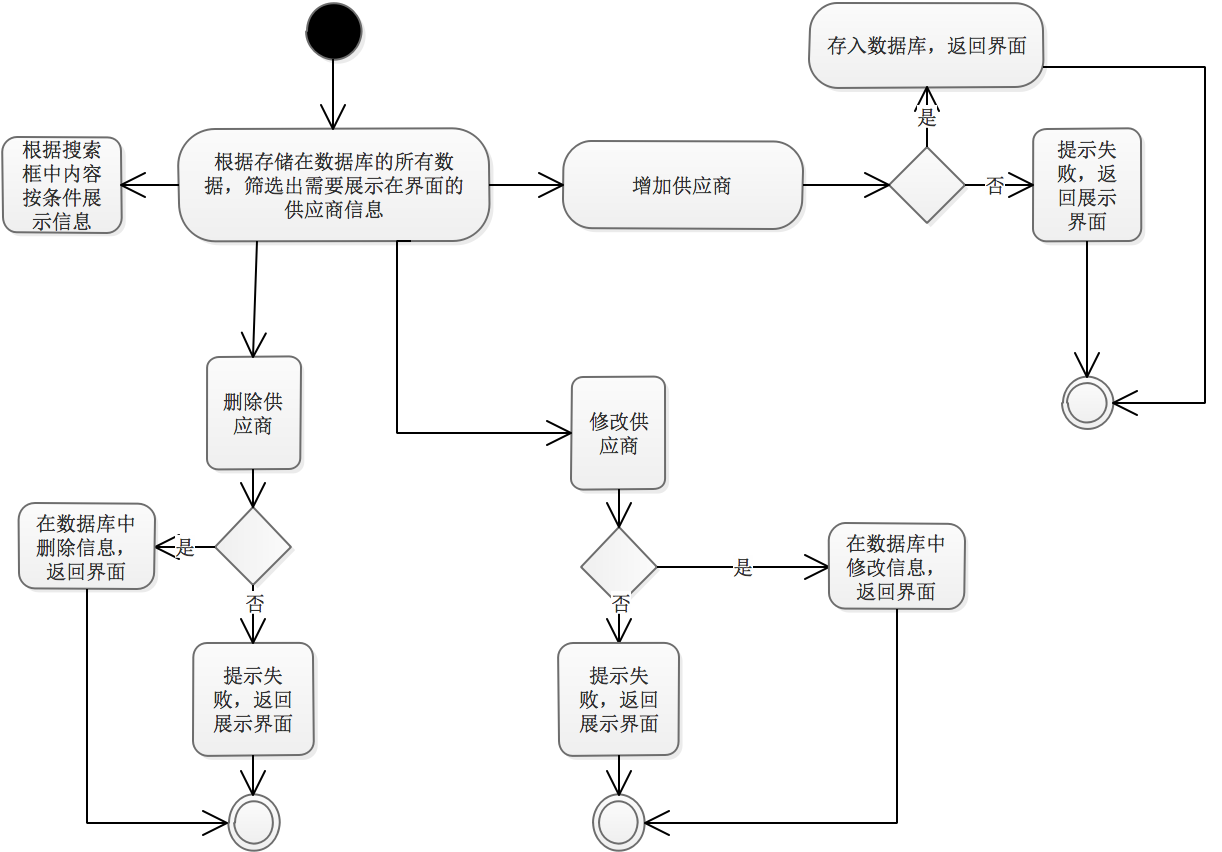 存入数据库，返回界面
是
根据搜索
框中内容
按条件展
示信息
根据存储在数据库的所有数
据，筛选出需要展示在界面的
供应商信息
增加供应商
否
提示失
败，返
回展示
界面
删除供
应商
修改供
应商
在数据库中
删除信息，
返回界面
是
否
是
在数据库中
修改信息，
返回界面
否
提示失
败，返回
展示界面
提示失
败，返回
展示界面